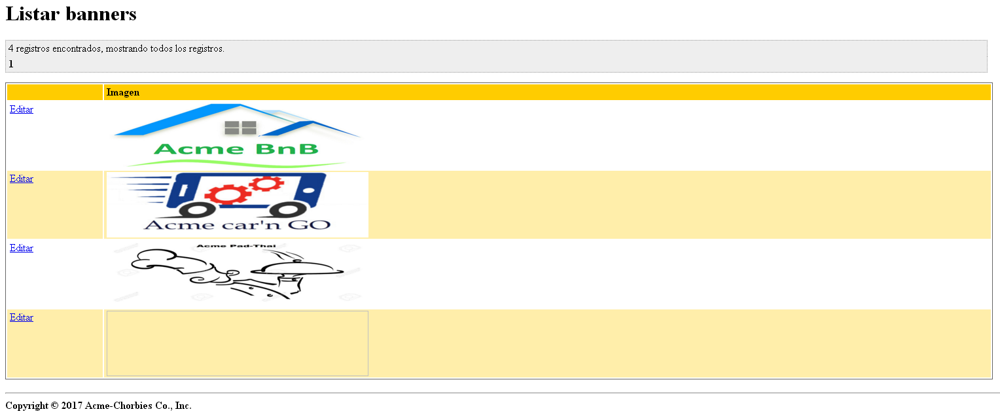 Listar banners
4 registros encontrados, mostrando todos los registros.
1
Imagen
Editar
Acme BnB
Editar
Acme car'n GO
Editar
Acme Pad-Thai
Editar
Copyright © 2017 Acme-Chorbies Co., Inc.